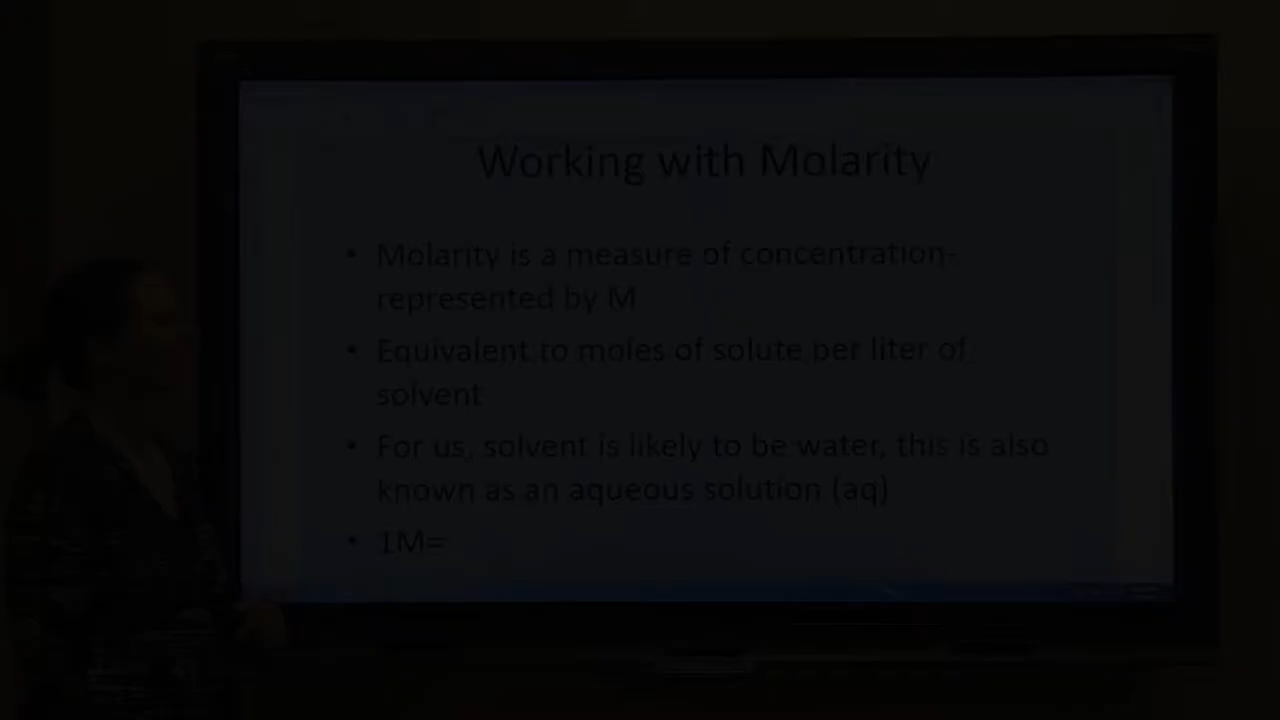 Working with Molarity
• Molarity is a measure of concentration-
represented by M
• Equivalent to moles of solute per liter of
solvent
• For us, solvent is likely to be water, this is also
known as an aqueous solution (aq)
• 1M=